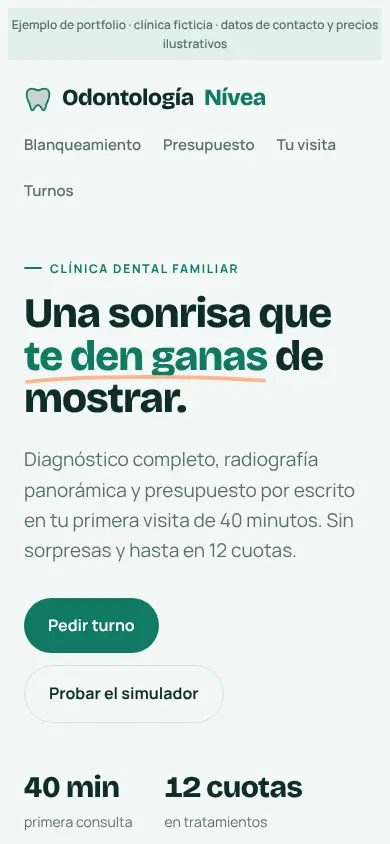 Ejemplo de portfolio · clínica ficticia · datos de contacto y precios
ilustrativos
Odontología Nívea
Blanqueamiento Presupuesto Tu visita
Turnos
CLÍNICA DENTAL FAMILIAR
Una sonrisa que
te den ganas de
mostrar.
Diagnóstico completo, radiografía
panorámica y presupuesto por escrito
en tu primera visita de 40 minutos. Sin
sorpresas y hasta en 12 cuotas.
Pedir turno
Probar el simulador
40 min 12 cuotas
primera consulta en tratamientos